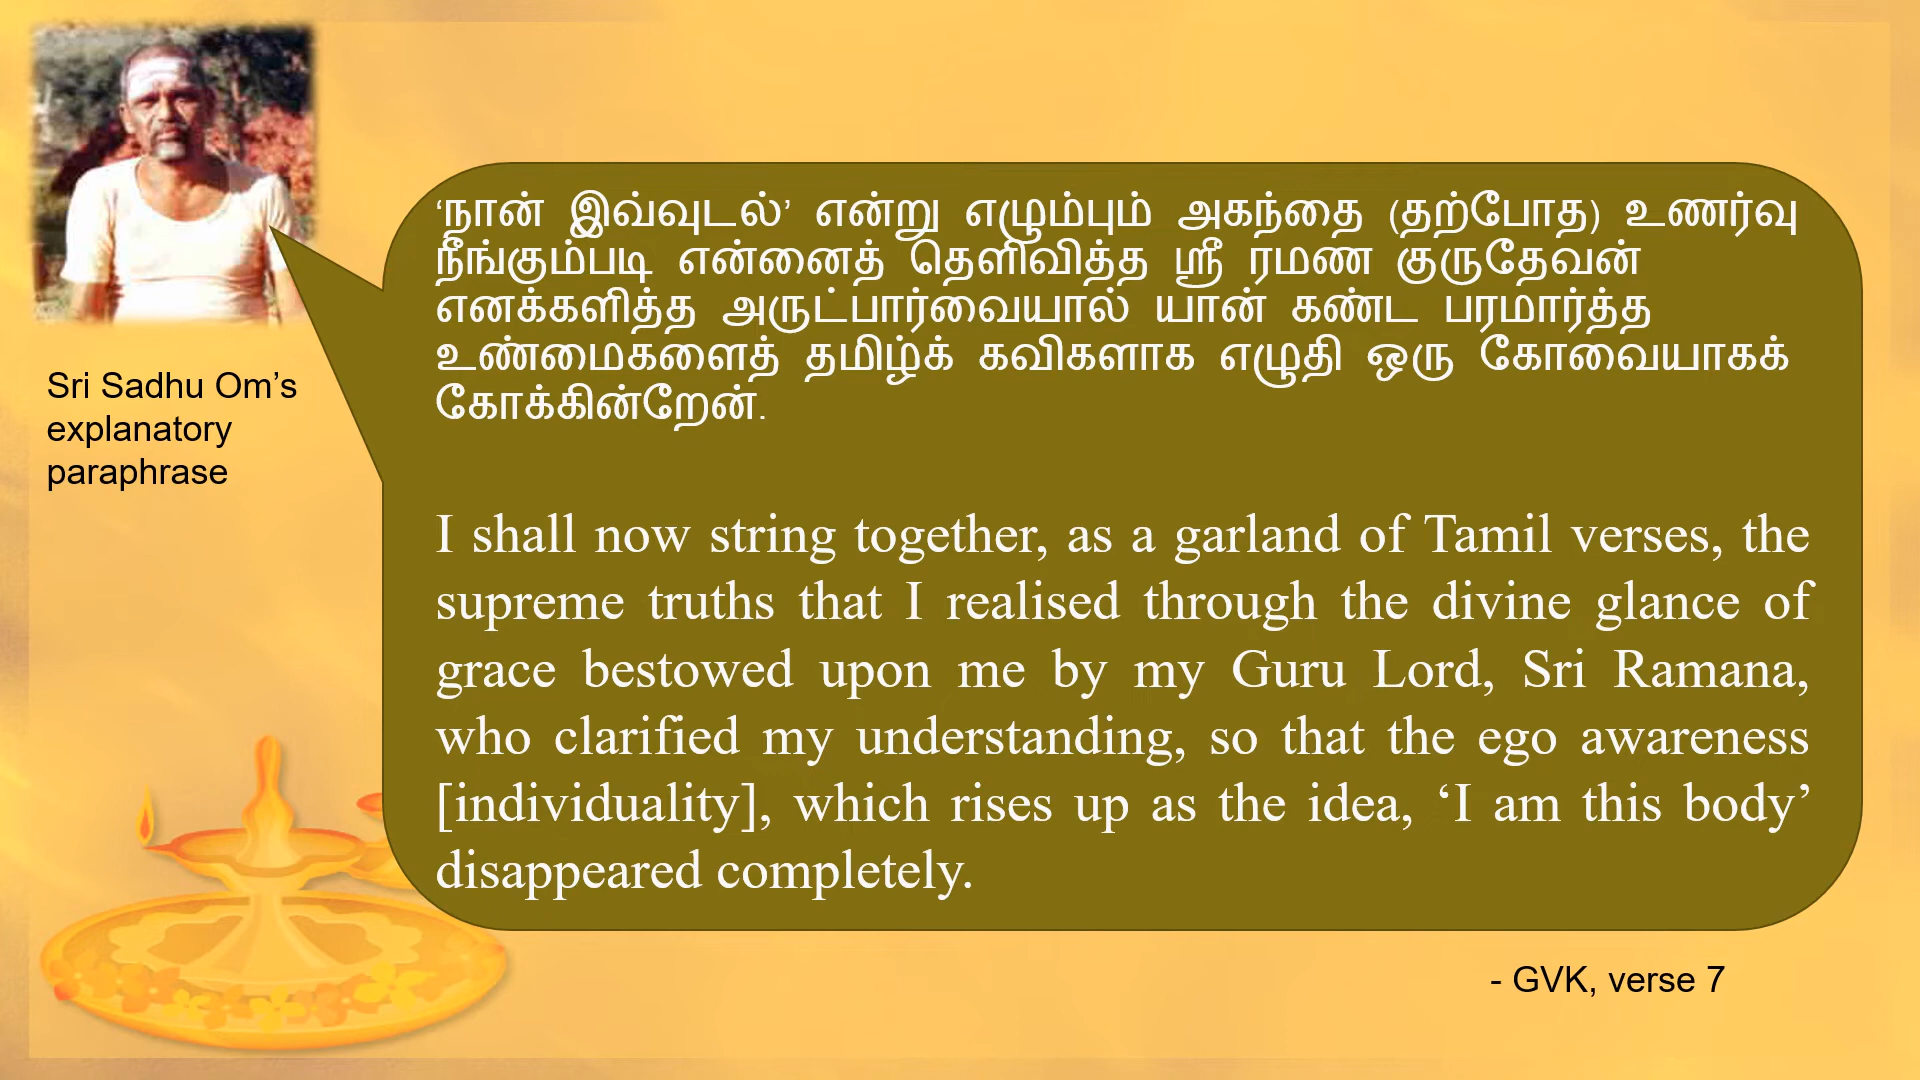 Sri Sadhu Om’s
explanatory
paraphrase
‘நான் இவ்வுடல்’ என்று எழும்பும் அகந்தை (தற்போத) உணர்வு
நீங்கும்படி என்னைத் தெளிவித்த ஸ்ரீ ரமண குருதேவன்
எனக்களித்த அருட்பார்வையால் யான் கண்ட பரமார்த்த
உண்மைகளைத் தமிழ்க் கவிகளாக எழுதி ஒரு கோவையாகக்
கோக்கின்றேன்.
I shall now string together, as a garland of Tamil verses, the
supreme truths that I realised through the divine glance of
grace bestowed upon me by my Guru Lord, Sri Ramana,
who clarified my understanding, so that the ego awareness
[individuality], which rises up as the idea, ‘I am this body’
disappeared completely.
- GVK, verse 7